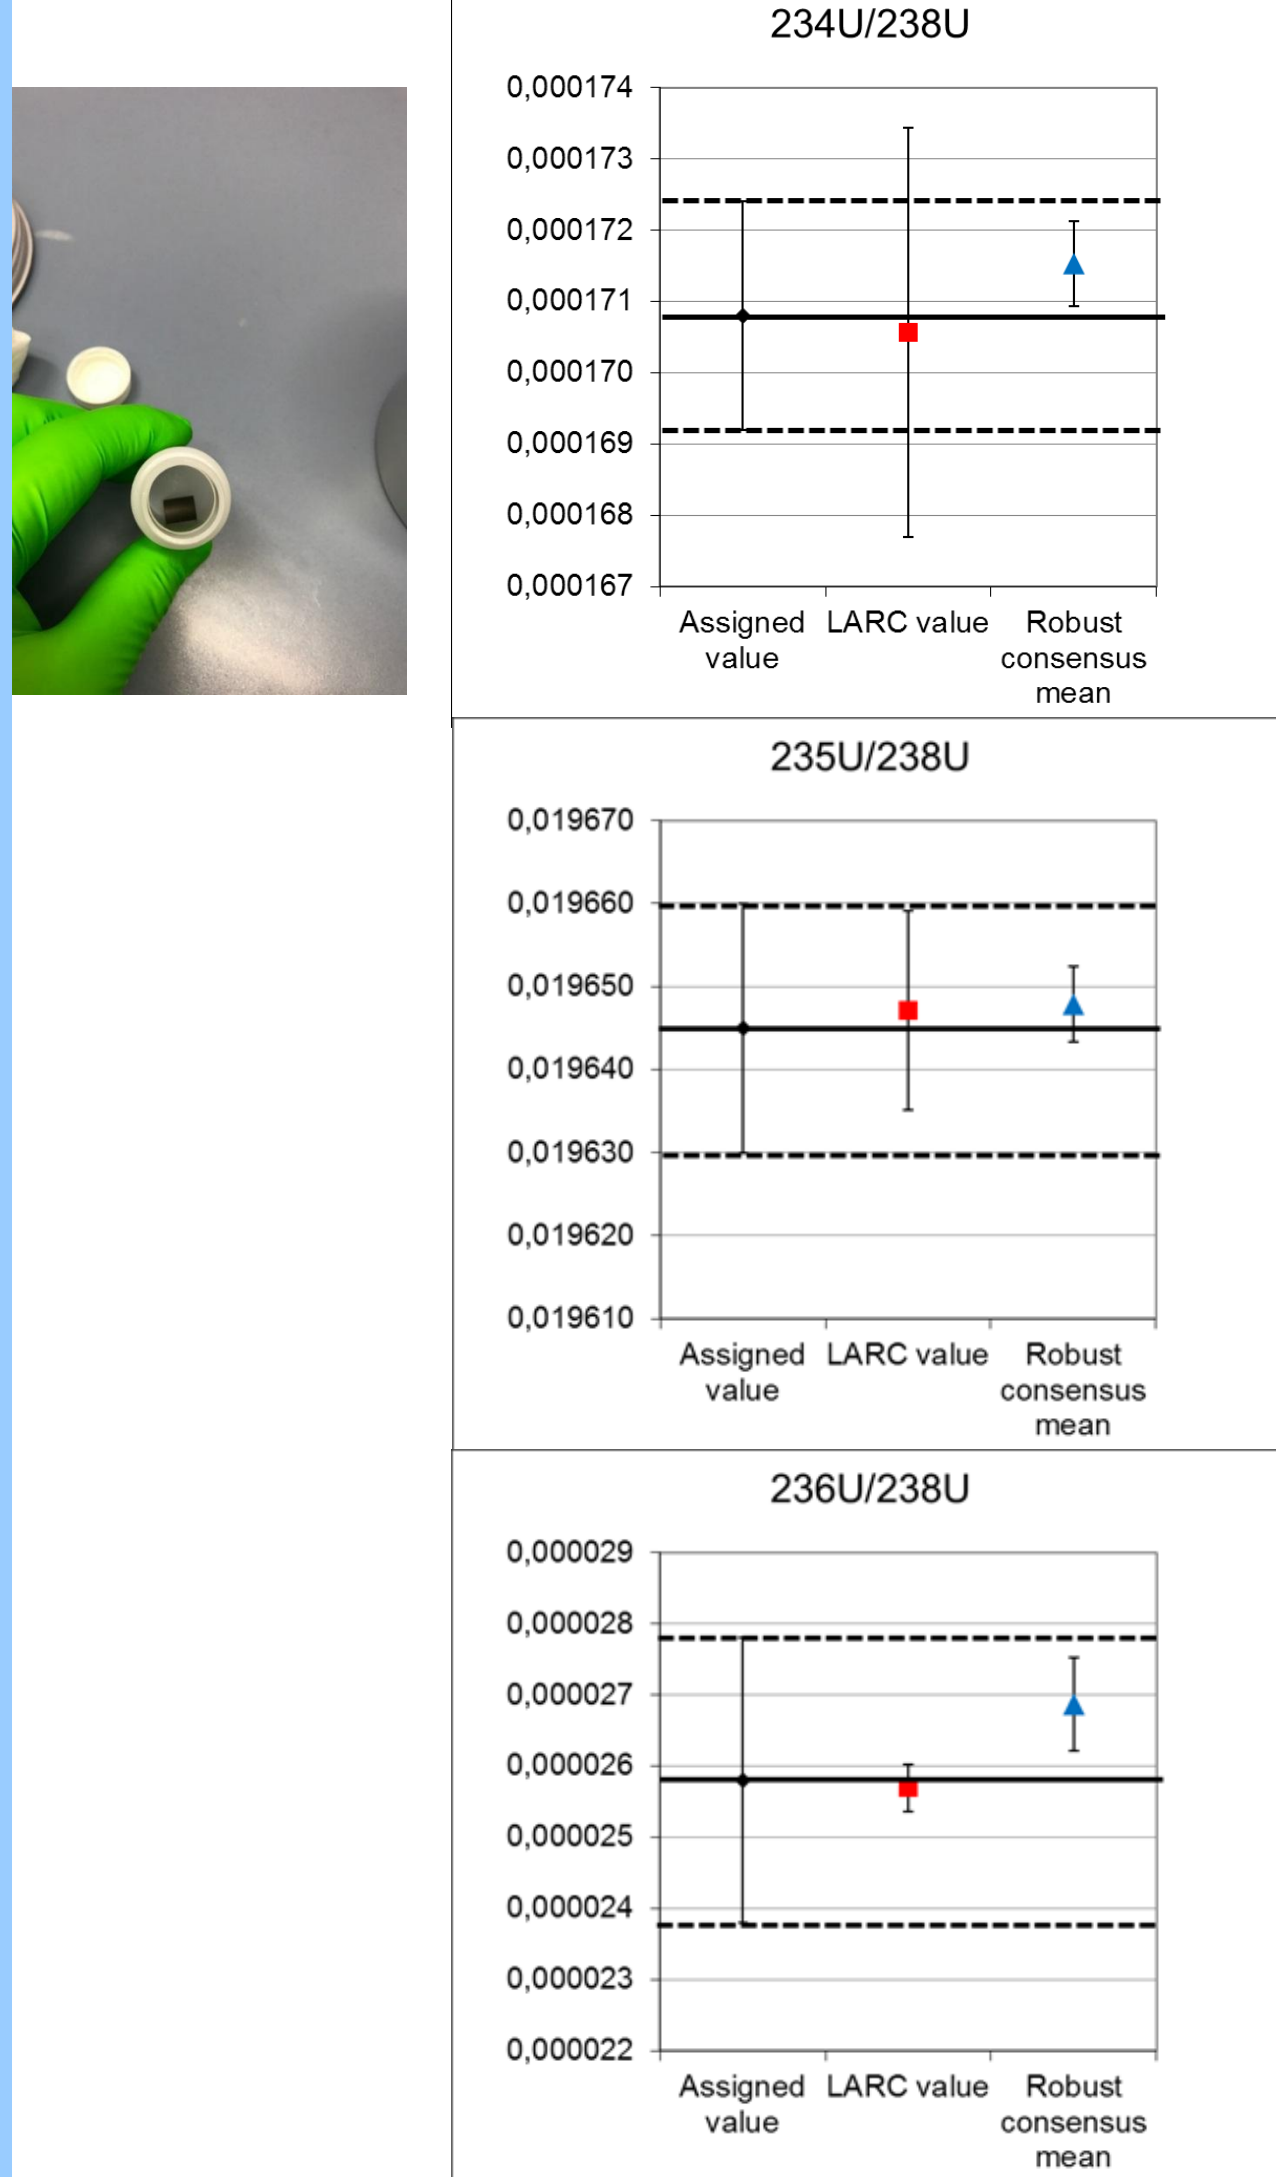 234U/238U
0,000174
0,000173
0,000172
0,000171
0,000170
0,000169
0,000168
0,000167
Assigned value
LARC value
Robust consensus mean
235U/238U
0,019670
0,019660
0,019650
0,019640
0,019630
0,019620
0,019610
Assigned value
LARC value
Robust consensus mean
236U/238U
0,000029
0,000028
0,000027
0,000026
0,000025
0,000024
0,000023
0,000022
Assigned value
LARC value
Robust consensus mean